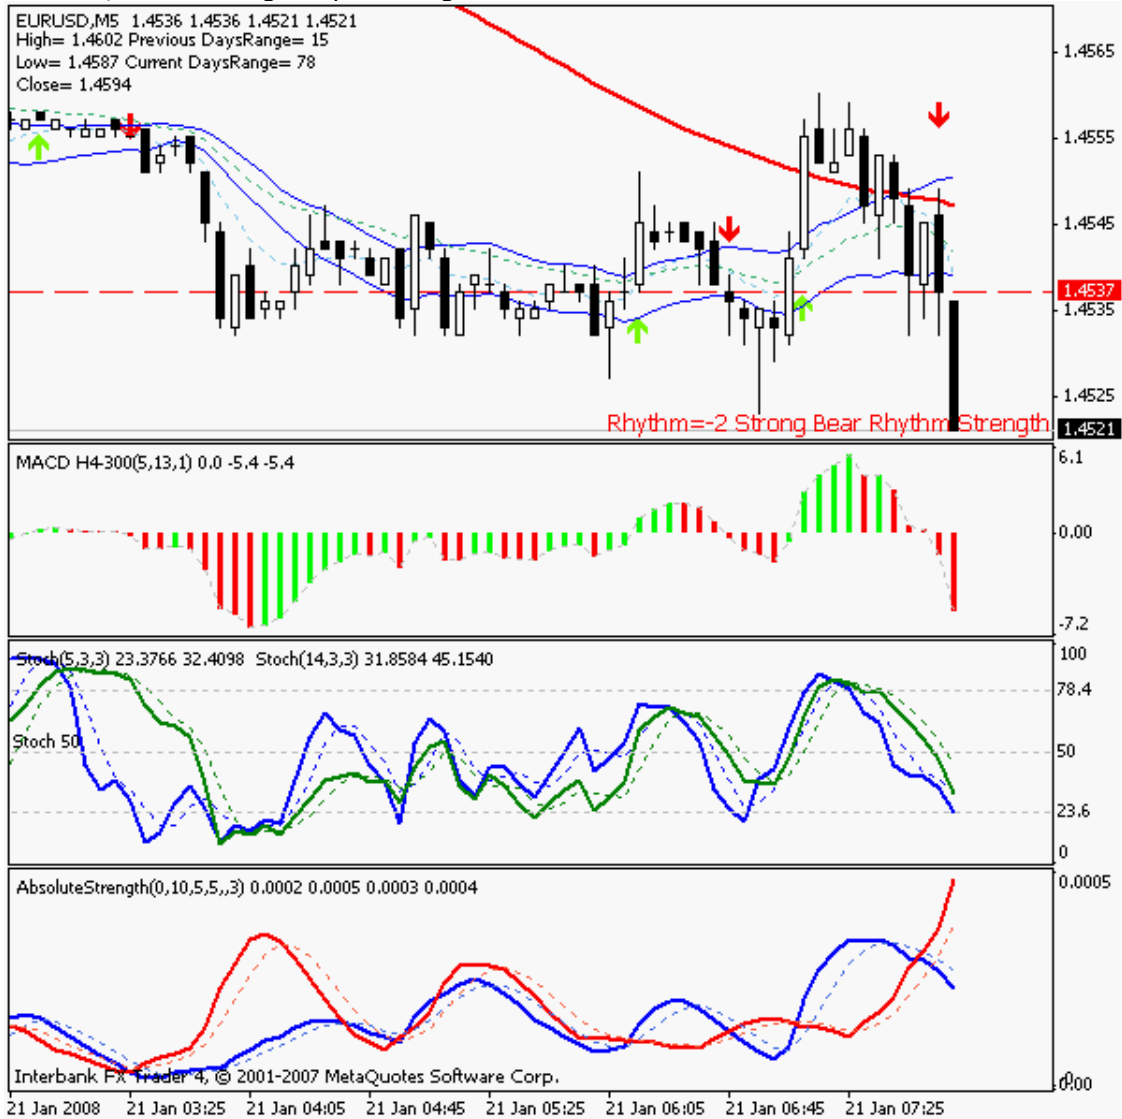 EURUSD,M5 1.4536 1.4536 1.4521 1.4521
High= 1.4602 Previous DaysRange= 15
Low= 1.4587 Current DaysRange= 78
Close= 1.4594
1.4565
1.4555
1.4545
1.4537
1.4535
1.4525
Rhythm=-2 Strong Bear Rhythm Strength
1.4521
MACD H4-300(5,13,1) 0.0 -5.4 -5.4
6.1
0.00
-7.2
Stoch(5,3,3) 23.3766 32.4098 Stoch(14,3,3) 31.8584 45.1540
100
78.4
Stoch 50
50
23.6
0
AbsoluteStrength(0,10,5,5,,3) 0.0002 0.0005 0.0003 0.0004
0.0005
Interbank FX Trader 4, © 2001-2007 MetaQuotes Software Corp.
0.00
21 Jan 2008 21 Jan 03:25 21 Jan 04:05 21 Jan 04:45 21 Jan 05:25 21 Jan 06:05 21 Jan 06:45 21 Jan 07:25